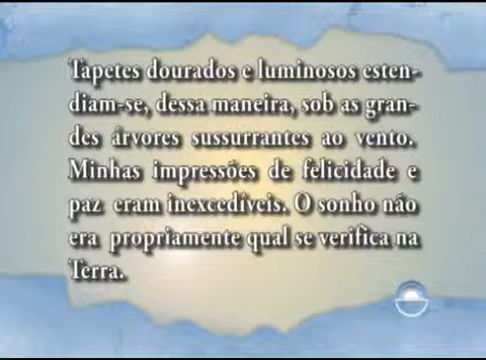 Tapetes dourados e luminosos esten-
diam-se, dessa maneira, sob as gran-
des árvores sussurrantes ao vento.
Minhas impressões de felicidade e
paz eram inexcedíveis. O sonho não
era propriamente qual se verifica na
Terra.